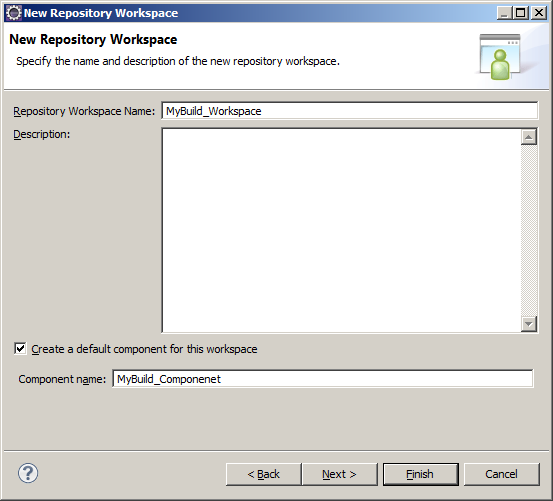 New Repository Workspace
New Repository Workspace
Specify the name and description of the new repository workspace.
Repository Workspace Name: MyBuild_Workspace
Description:
Create a default component for this workspace
Component name: MyBuild_Componenet
? < Back Next > Finish Cancel